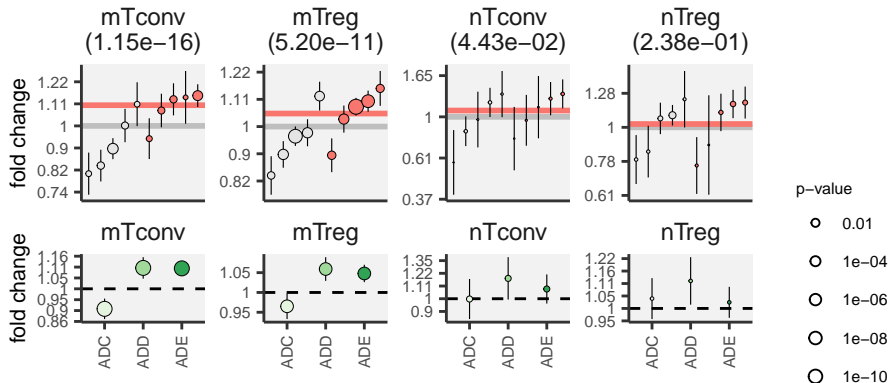 mTconv
(1.15e−16)
mTreg
(5.20e−11)
nTconv
(4.43e−02)
nTreg
(2.38e−01)
fold change
1.22
1.11
1
0.9
0.82
0.74
1.22
1.11
1
0.9
0.82
1.65
1
0.61
0.37
1.28
1
0.78
0.61
mTconv
mTreg
nTconv
nTreg
fold change
1.16
1.1
1.05
1
0.95
0.9
0.86
1.05
1
0.95
1.35
1.22
1.11
1
0.9
1.22
1.16
1.1
1.05
1
0.95
ADC
ADD
ADE
ADC
ADD
ADE
ADC
ADD
ADE
ADC
ADD
ADE
p−value
0.01
1e−04
1e−06
1e−08
1e−10